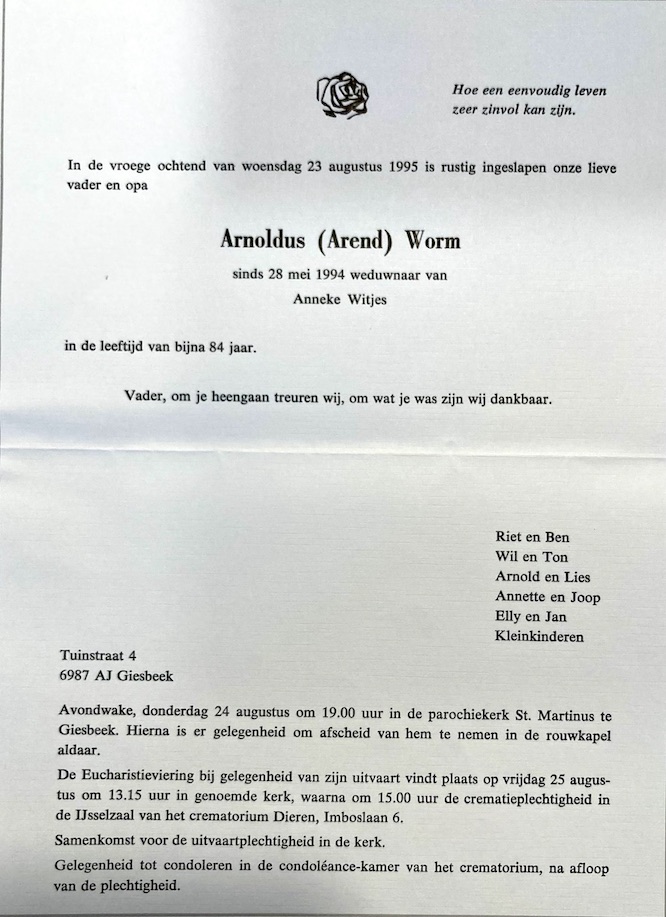 Hoe een eenvoudig leven
zeer zinvol kan zijn.
In de vroege ochtend van woensdag 23 augustus 1995 is rustig ingeslapen onze lieve
vader en opa
Arnoldus (Arend) Worm
sinds 28 mei 1994 weduwnaar van
Anneke Witjes
in de leeftijd van bijna 84 jaar.
Vader, om je heengaan treuren wij, om wat je was zijn wij dankbaar.
Riet en Ben
Wil en Ton
Arnold en Lies
Annette en Joop
Elly en Jan
Kleinkinderen
Tuinstraat 4
6987 AJ Giesbeek
Avondwake, donderdag 24 augustus om 19.00 uur in de parochiekerk St. Martinus te
Giesbeek. Hierna is er gelegenheid om afscheid van hem te nemen in de rouwkapel
aldaar.
De Eucharistieviering bij gelegenheid van zijn uitvaart vindt plaats op vrijdag 25 augus-
tus om 13.15 uur in genoemde kerk, waarna om 15.00 uur de crematieplechtigheid in
de IJsselzaal van het crematorium Dieren, Imboslaan 6.
Samenkomst voor de uitvaartplechtigheid in de kerk.
Gelegenheid tot condoleren in de condoléance-kamer van het crematorium, na afloop
van de plechtigheid.